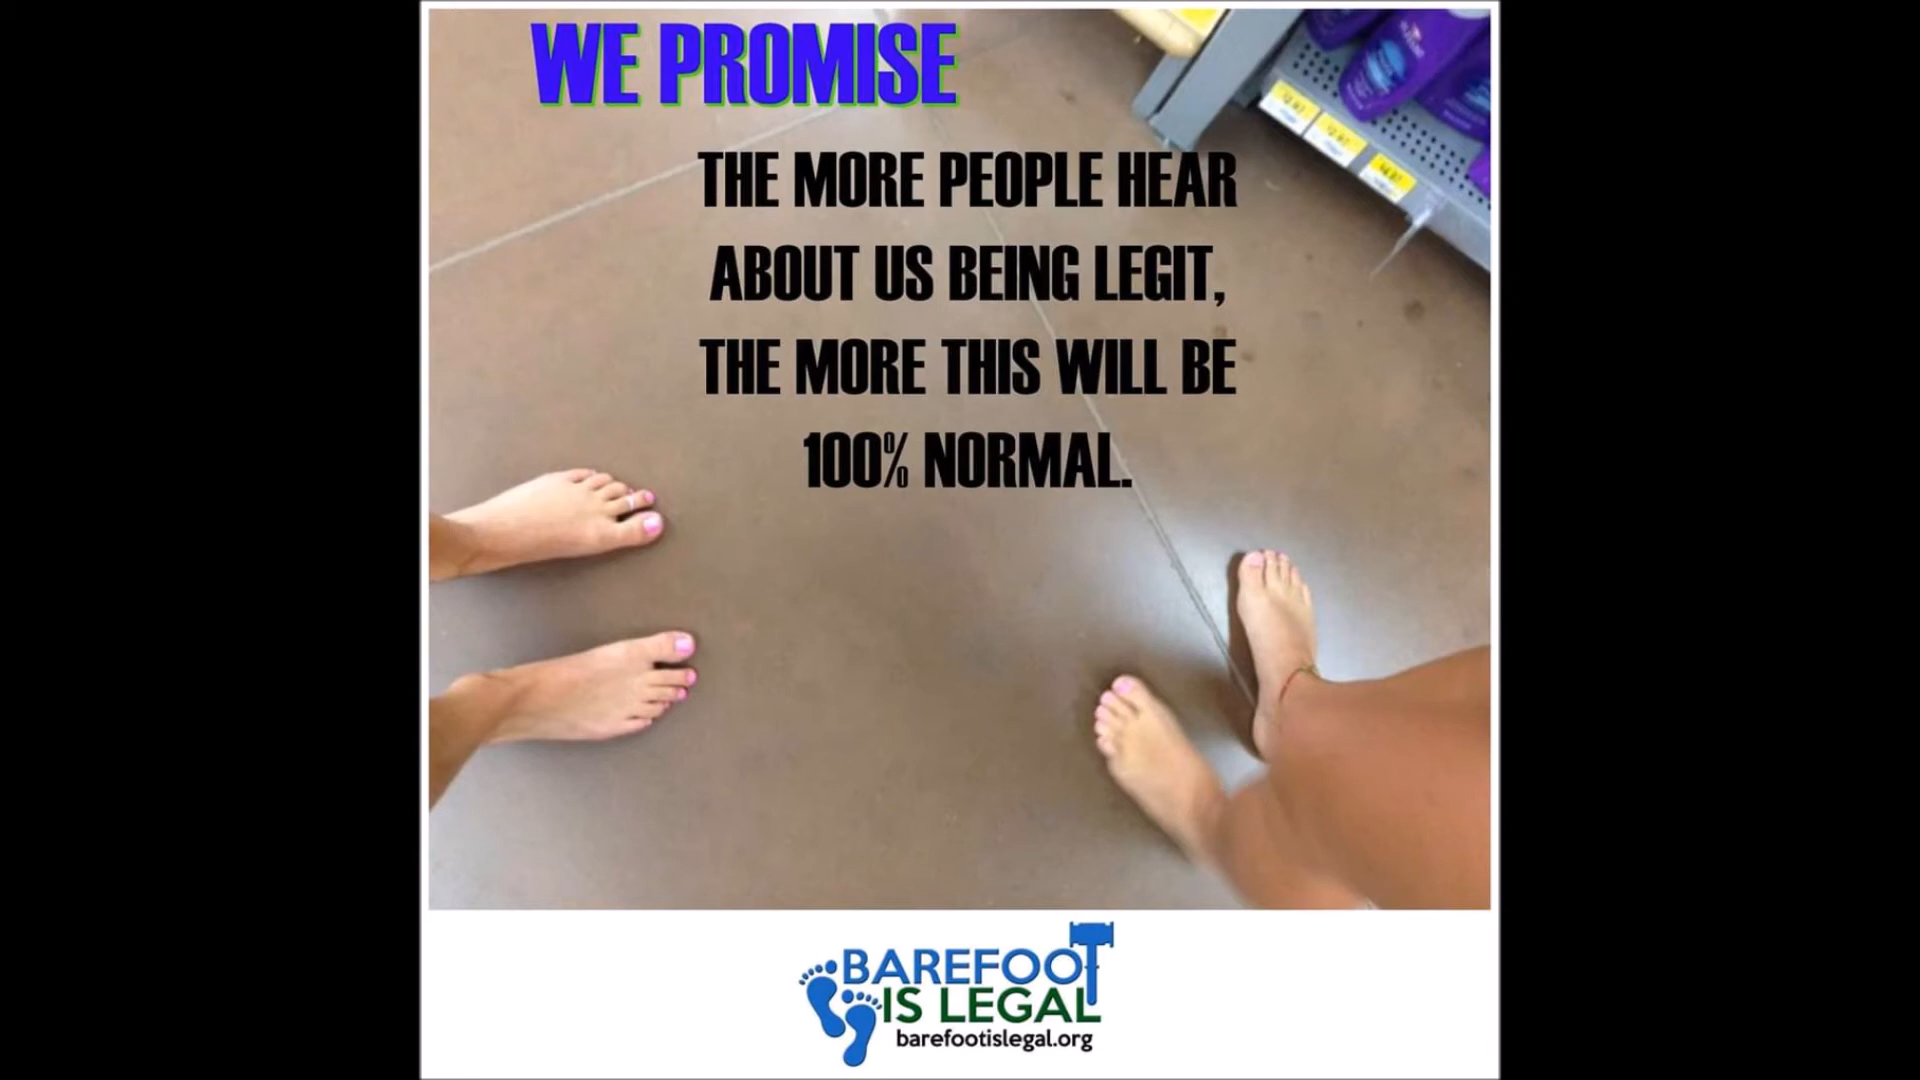 WE PROMISE
THE MORE PEOPLE HEAR
ABOUT US BEING LEGIT,
THE MORE THIS WILL BE
100% NORMAL.
BAREFOOT
IS LEGAL
barefootislegal.org